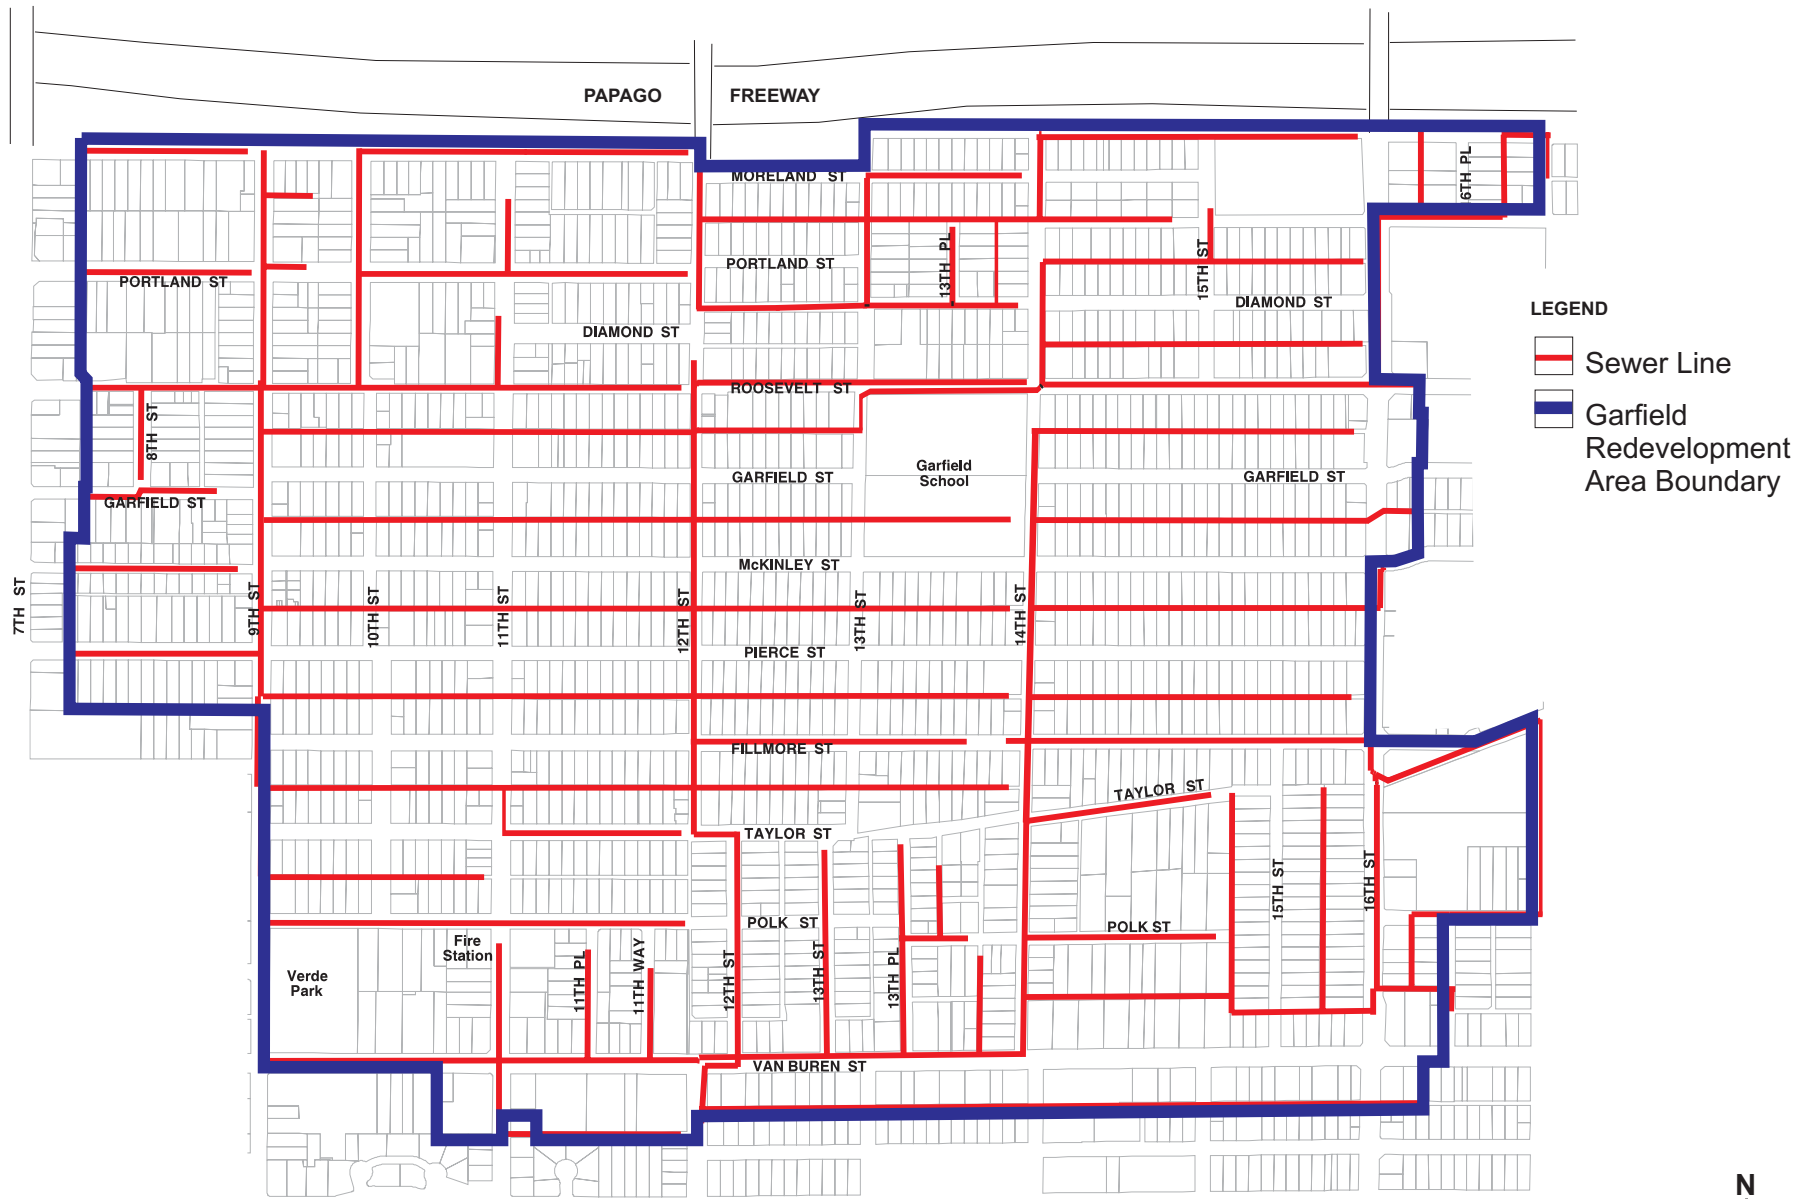 PAPAGO FREEWAY
MORELAND ST
6TH PL
13TH PL
PORTLAND ST
15TH ST
PORTLAND ST
DIAMOND ST
DIAMOND ST
LEGEND
Sewer Line
Garfield
Redevelopment
Area Boundary
ROOSEVELT ST
8TH ST
GARFIELD ST
GARFIELD ST
Garfield
School
GARFIELD ST
McKINLEY ST
7TH ST
9TH ST
10TH ST
11TH ST
12TH ST
13TH ST
14TH ST
PIERCE ST
FILLMORE ST
TAYLOR ST
TAYLOR ST
15TH ST
16TH ST
POLK ST
POLK ST
Fire
Station
Verde
Park
11TH PL
11TH WAY
12TH ST
13TH ST
13TH PL
VAN BUREN ST
N